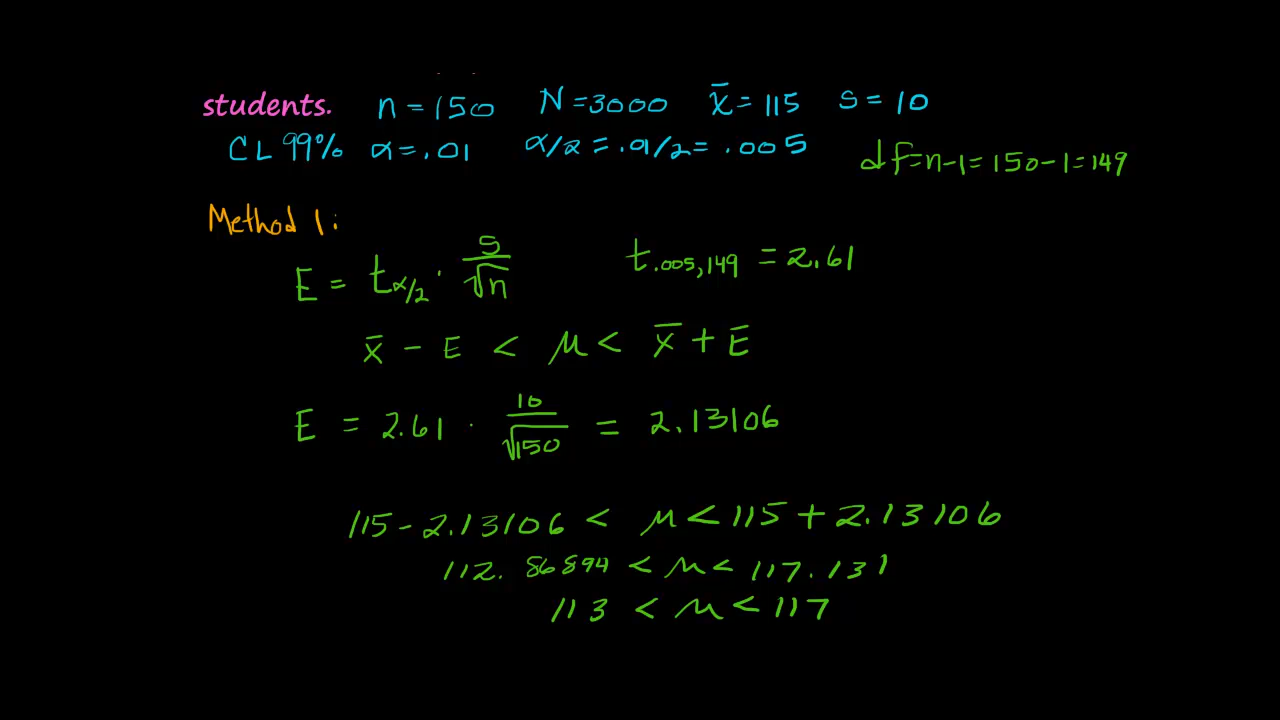 students. n = 150 N = 3000 x̄ = 115 s = 10
CL 99% α = .01 α/2 = .01/2 = .005
df = n - 1 = 150 - 1 = 149
Method 1:
E = t α/2 · s/√n t .005, 149 = 2.61
x̄ - E < μ < x̄ + E
E = 2.61 · 10/√150 = 2.13106
115 - 2.13106 < μ < 115 + 2.13106
112.86894 < μ < 117.131
113 < μ < 117